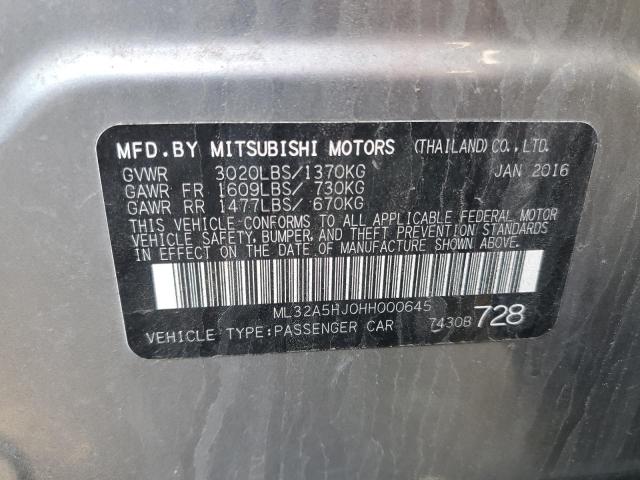 MFD.BY MITSUBISHI MOTORS (THAILAND)CO.,LTD.
GVWR 3020LBS/1370KG JAN 2016
GAWR FR 1609LBS/ 730KG
GAWR RR 1477LBS/ 670KG
THIS VEHICLE CONFORMS TO ALL APPLICABLE FEDERAL MOTOR
VEHICLE SAFETY, BUMPER, AND THEFT PREVENTION STANDARDS
IN EFFECT ON THE DATE OF MANUFACTURE SHOWN ABOVE.
ML32A5HJ0HH000645
VEHICLE TYPE:PASSENGER CAR 7430B 728